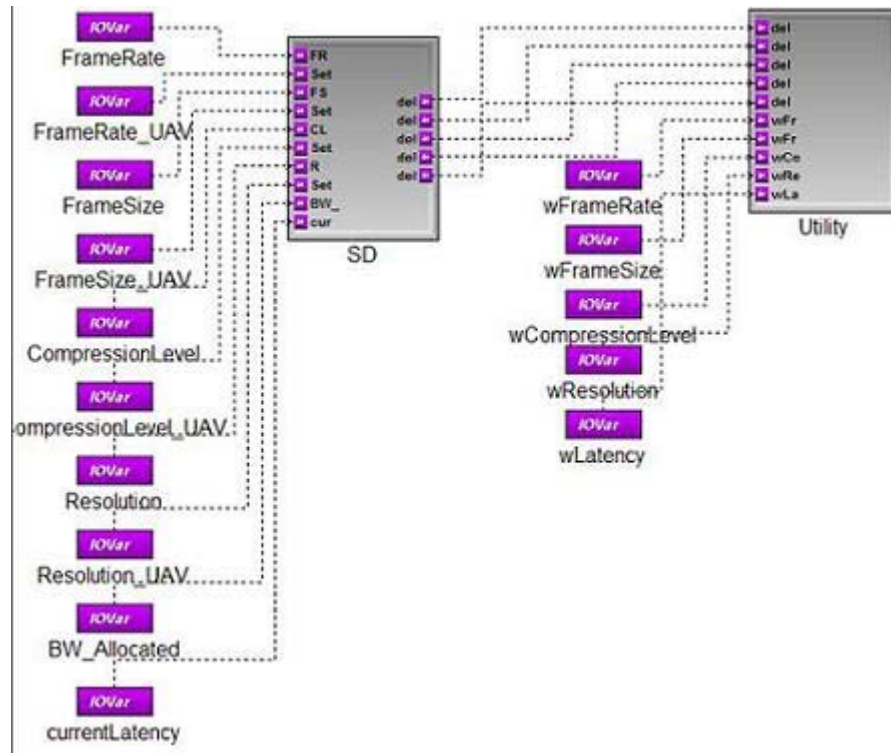 IOVar
FrameRate
IOVar
FrameRate_UAV
IOVar
FrameSize
IOVar
FrameSize_UAV
IOVar
CompressionLevel
IOVar
ompressionLevel_UAV
IOVar
Resolution
IOVar
Resolution_UAV
IOVar
BW_Allocated
IOVar
currentLatency
FR
Set
FS
Set
CL
Set
R
Set
BW_
cur
del
del
del
del
del
SD
IOVar
wFrameRate
IOVar
wFrameSize
IOVar
wCompressionLevel
IOVar
wResolution
IOVar
wLatency
del
del
del
del
del
wFr
wFr
wCo
wRe
wLa
Utility